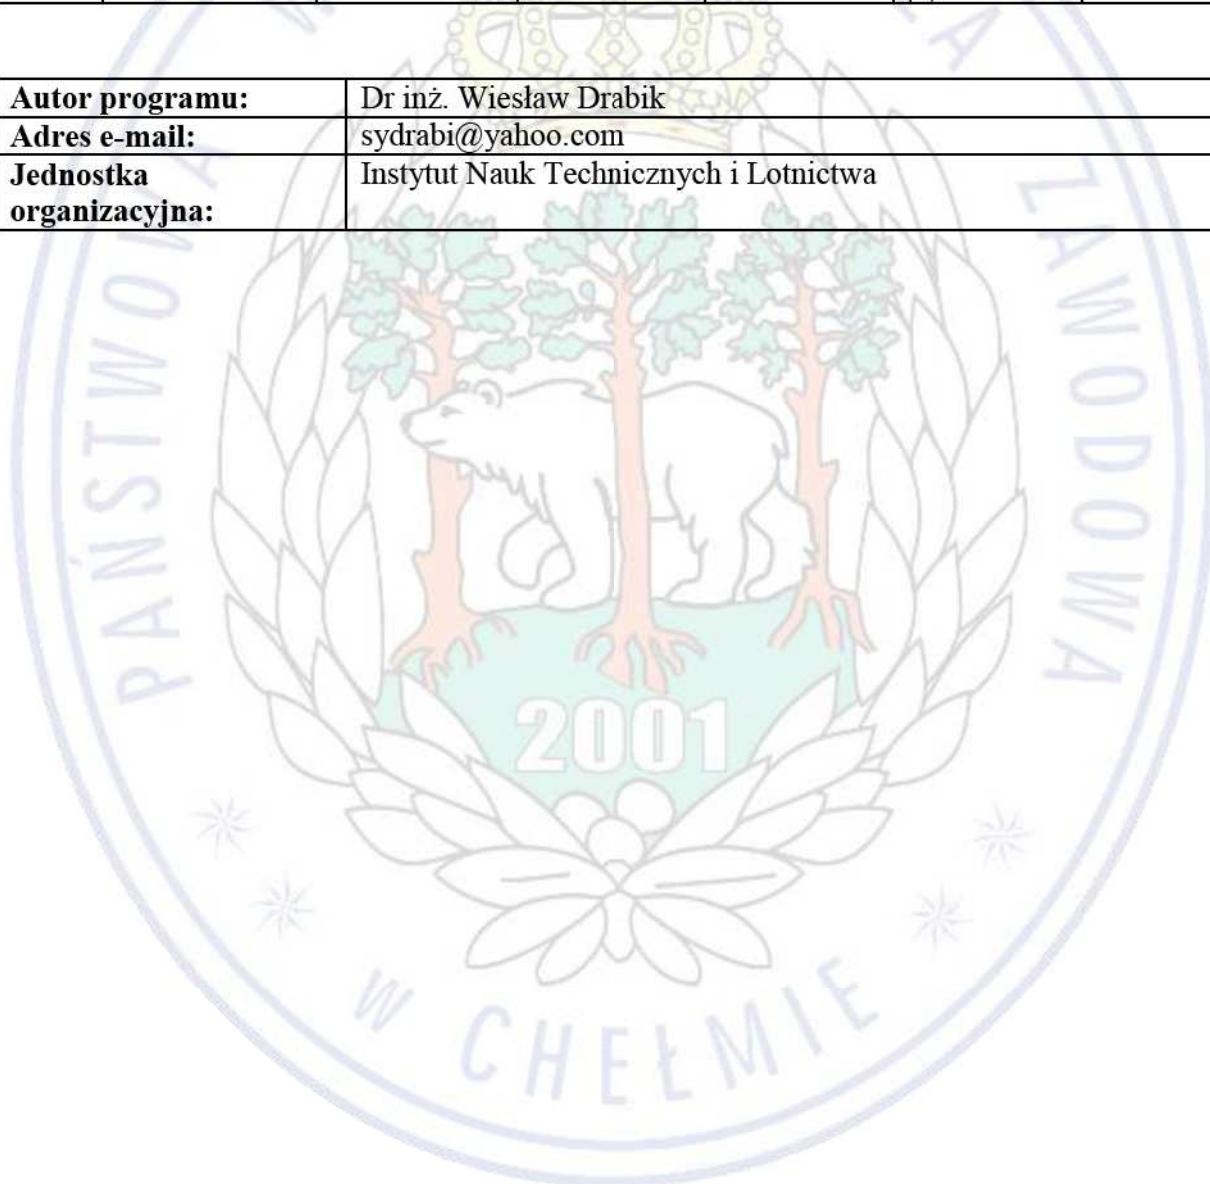 Autor programu: Dr inż. Wiesław Drabik
Adres e-mail: sydrabi@yahoo.com
Jednostka Instytut Nauk Technicznych i Lotnictwa
organizacyjna:
PAŃSTWOWA
ZAWODOWA
2001
W CHEŁMIE